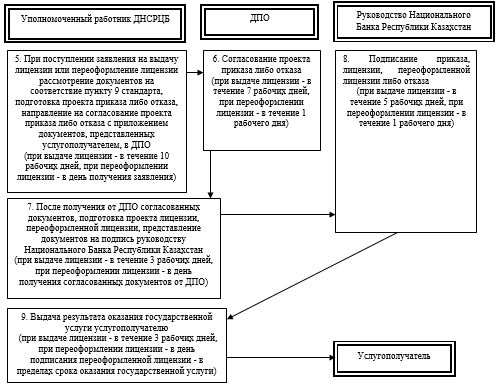 Уполномоченный работник ДНСРЦБ
ДПО
Руководство Национального
Банка Республики Казахстан
5. При поступлении заявления на выдачу
лицензии или переоформление лицензии
рассмотрение документов на
соответствие пункту 9 стандарта,
подготовка проекта приказа либо отказа,
направление на согласование проекта
приказа либо отказа с приложением
документов, представленных
услугополучателем, в ДПО
(при выдаче лицензии - в течение 10
рабочих дней, при переоформлении
лицензии - в день получения заявления)
6. Согласование проекта
приказа либо отказа
(при выдаче лицензии - в
течение 7 рабочих дней,
при переоформлении
лицензии - в течение 1
рабочего дня)
8. Подписание приказа,
лицензии, переоформленной
лицензии либо отказа
(при выдаче лицензии - в
течение 5 рабочих дней, при
переоформлении лицензии - в
течение 1 рабочего дня)
7. После получения от ДПО согласованных
документов, подготовка проекта лицензии,
переоформленной лицензии, представление
документов на подпись руководству
Национального Банка Республики Казахстан
(при выдаче лицензии - в течение 3 рабочих дней,
при переоформлении лицензии - в день
получения согласованных документов от ДПО)
9. Выдача результата оказания государственной
услуги услугополучателю
(при выдаче лицензии - в течение 3 рабочих дней,
при переоформлении лицензии - в день
подписания переоформленной лицензии - в
пределах срока оказания государственной услуги)
Услугополучатель